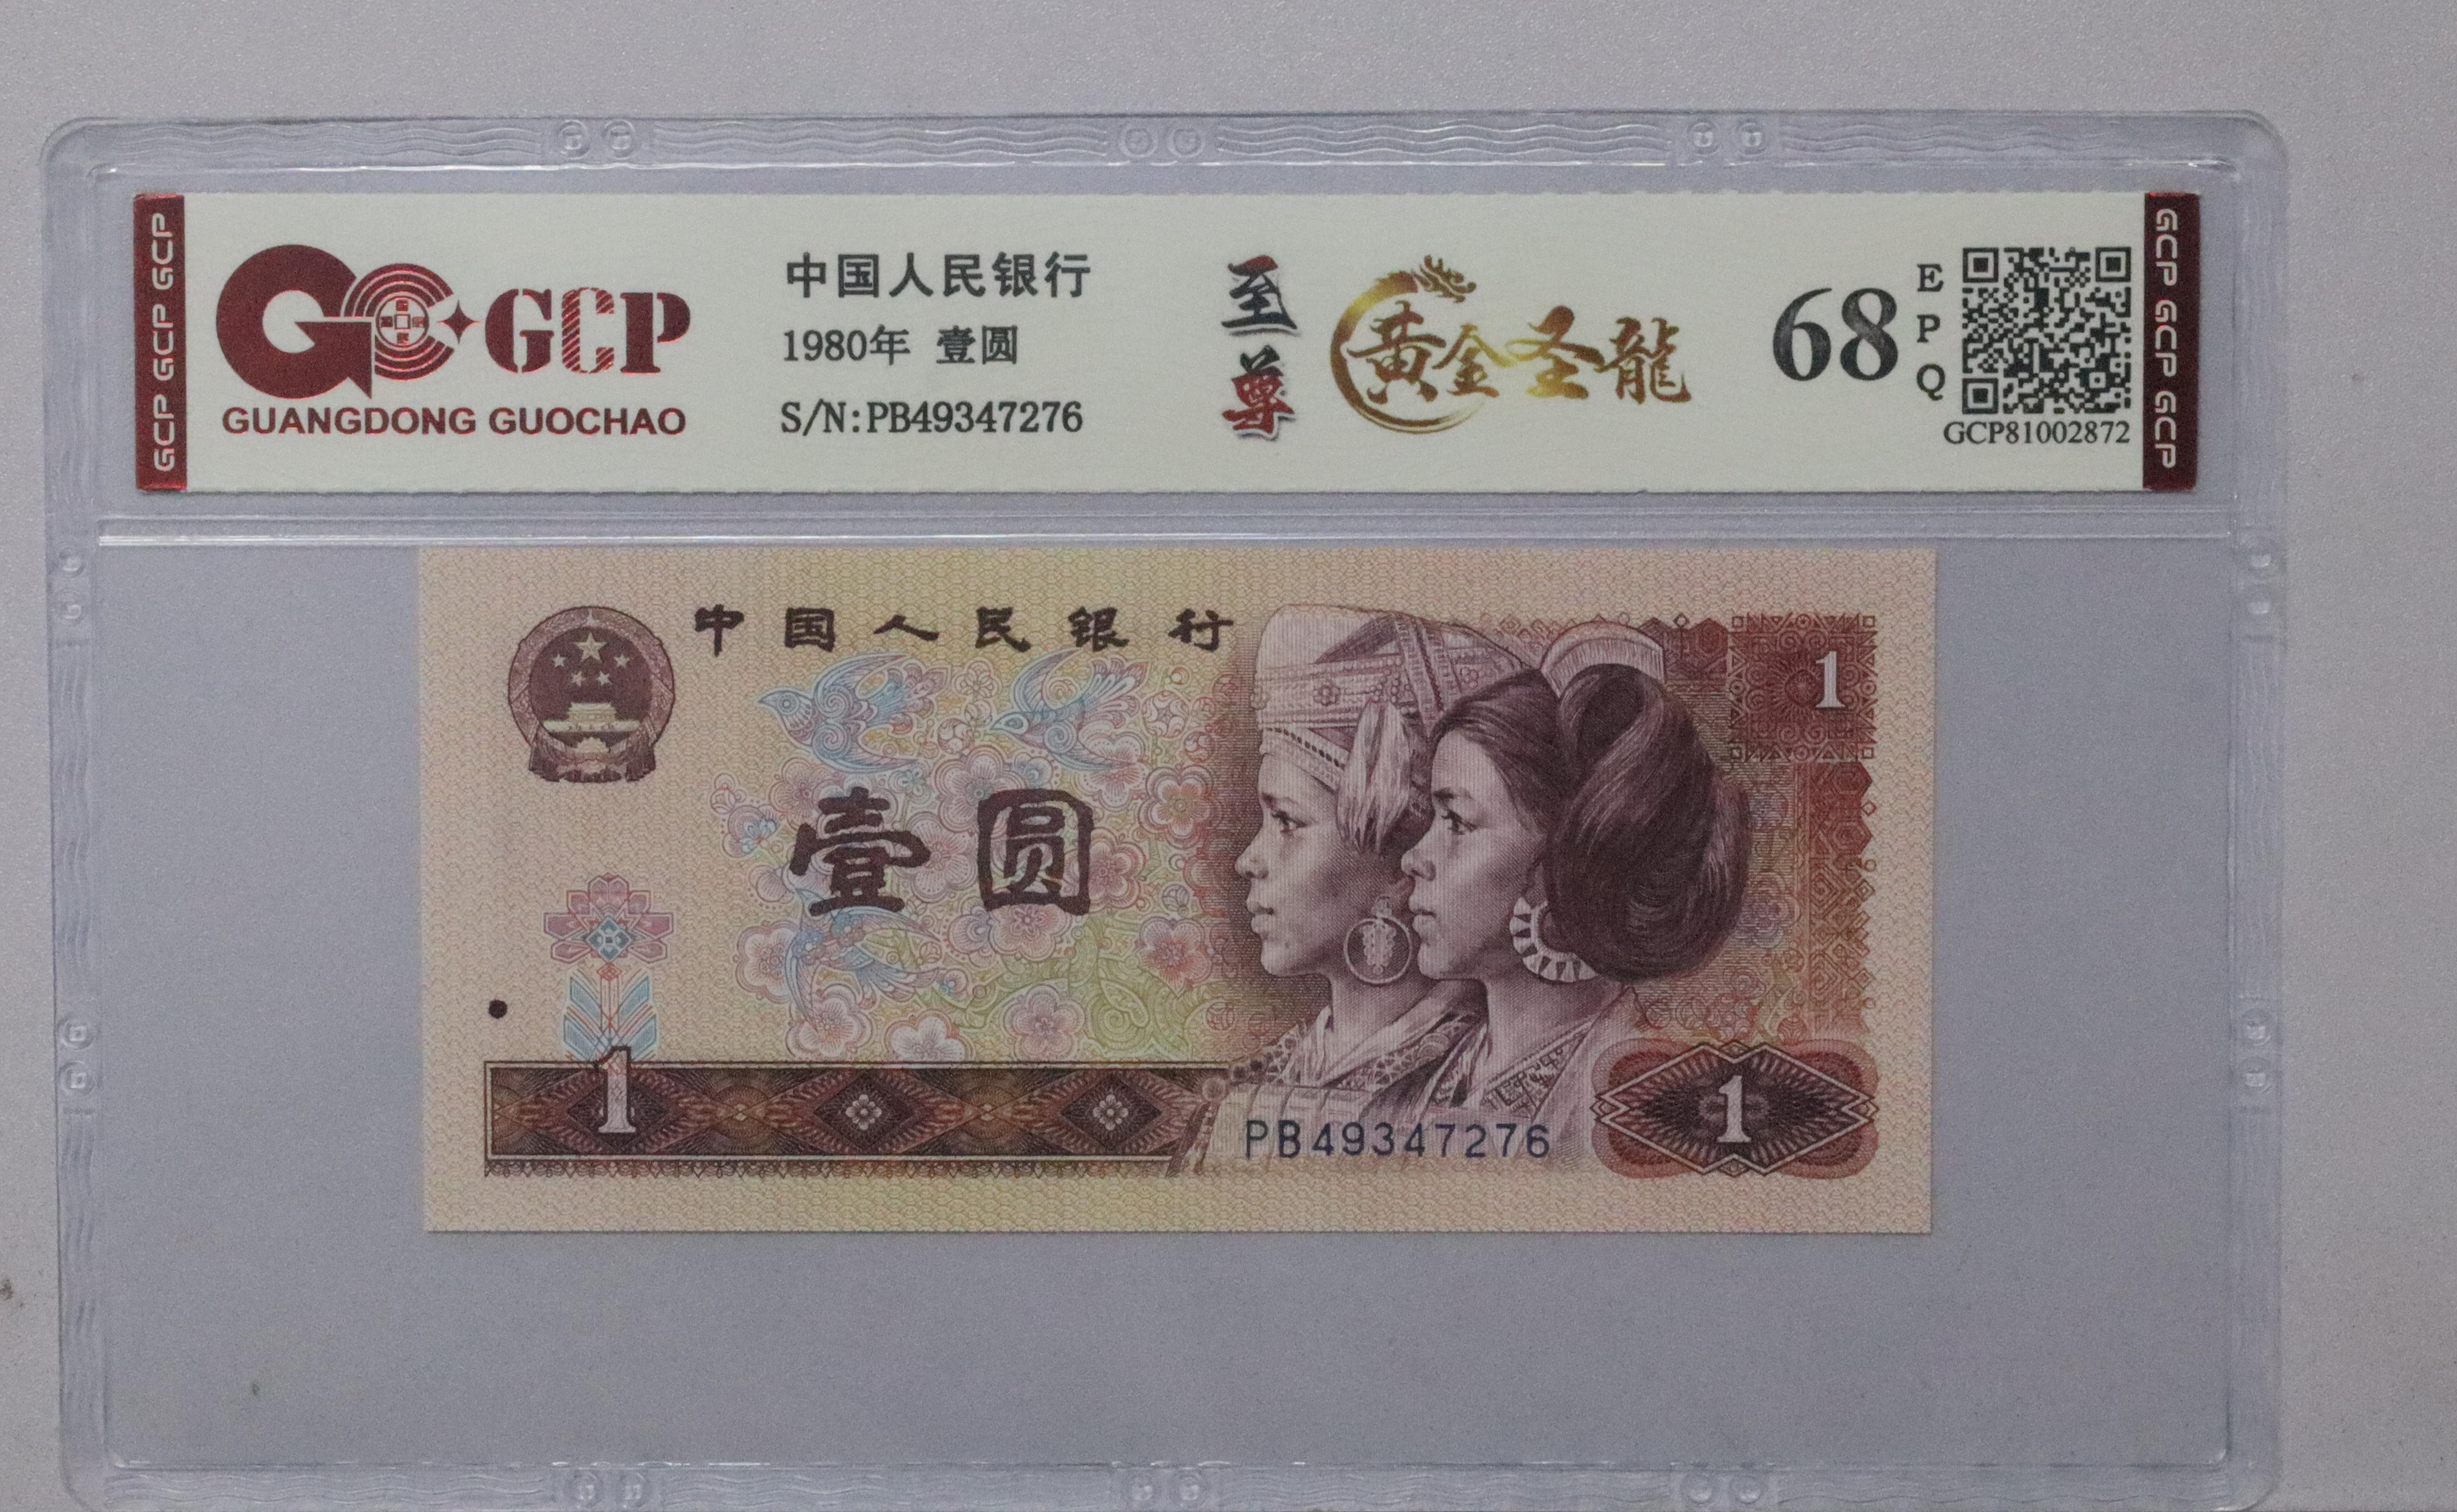 GCP GCP GCP
GCP
GUANGDONG GUOCHAO
中国人民银行
1980年 壹圆
S/N:PB49347276
至尊
黄金圣龍
68
EPQ
GCP81002872
GCP GCP GCP
中国人民银行
1
壹圆
1
PB49347276
1